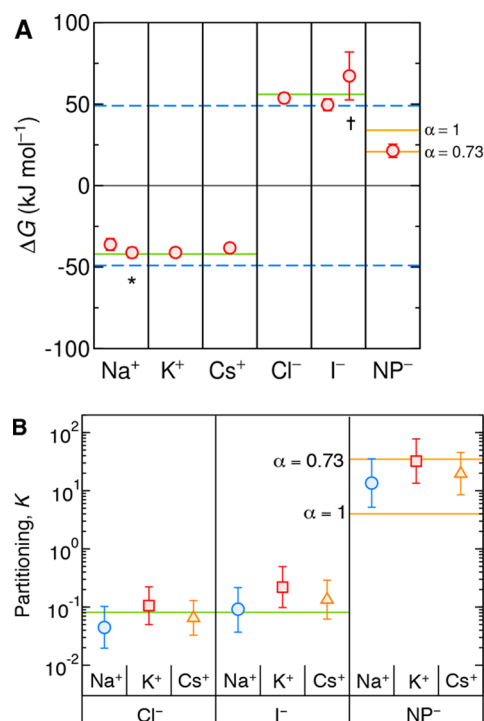 A
ΔG (kJ mol⁻¹)
100
50
0
-50
-100
α = 1
α = 0.73
†
*
Na⁺ K⁺ Cs⁺ Cl⁻ I⁻ NP⁻
B
Partitioning, K
10²
10¹
10⁰
10⁻¹
10⁻²
α = 0.73
α = 1
Na⁺ K⁺ Cs⁺ Na⁺ K⁺ Cs⁺ Na⁺ K⁺ Cs⁺
Cl⁻ I⁻ NP⁻